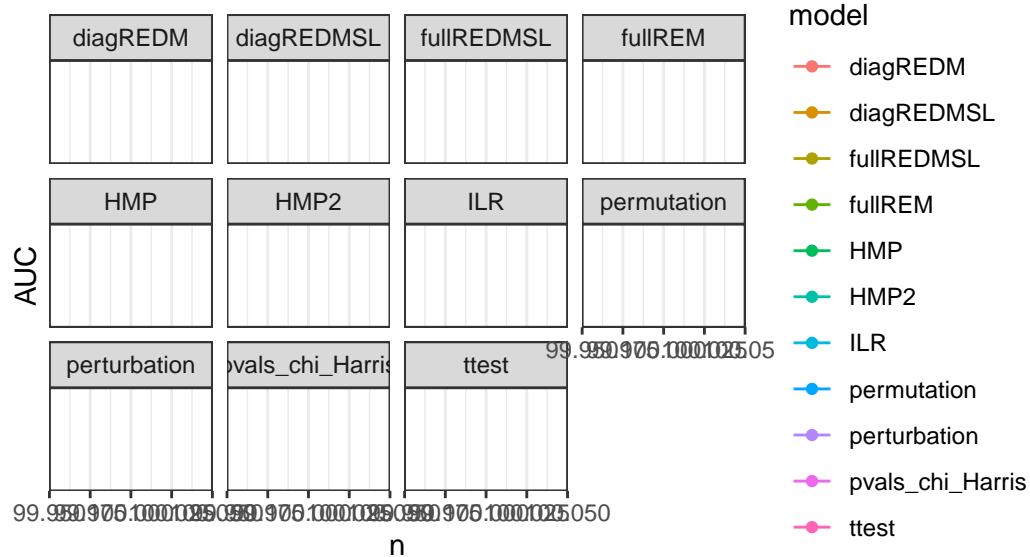 diagREDM
diagREDMSL
fullREDMSL
fullREM
HMP
HMP2
ILR
permutation
perturbation
pvals_chi_Harris
ttest
AUC
n
model
diagREDM
diagREDMSL
fullREDMSL
fullREM
HMP
HMP2
ILR
permutation
perturbation
pvals_chi_Harris
ttest